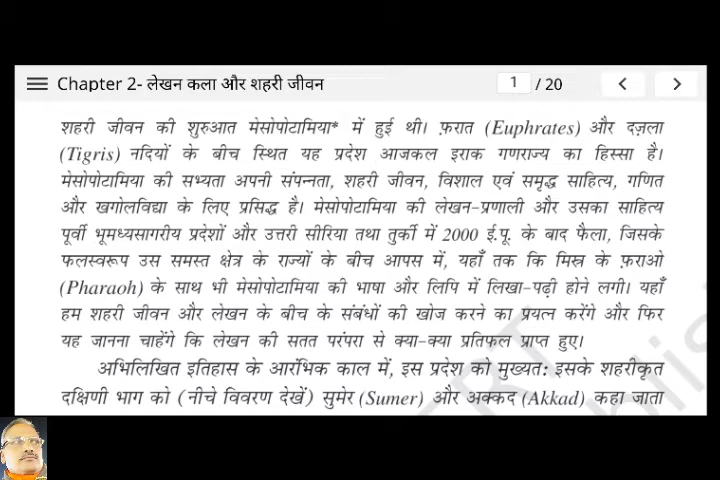 Chapter 2- लेखन कला और शहरी जीवन
1 / 20
शहरी जीवन की शुरुआत मेसोपोटामिया* में हुई थी। फ़रात (Euphrates) और दज़ला
(Tigris) नदियों के बीच स्थित यह प्रदेश आजकल इराक गणराज्य का हिस्सा है।
मेसोपोटामिया की सभ्यता अपनी संपन्नता, शहरी जीवन, विशाल एवं समृद्ध साहित्य, गणित
और खगोलविद्या के लिए प्रसिद्ध है। मेसोपोटामिया की लेखन-प्रणाली और उसका साहित्य
पूर्वी भूमध्यसागरीय प्रदेशों और उत्तरी सीरिया तथा तुर्की में 2000 ई.पू. के बाद फैला, जिसके
फलस्वरूप उस समस्त क्षेत्र के राज्यों के बीच आपस में, यहाँ तक कि मिस्र के फ़राओ
(Pharaoh) के साथ भी मेसोपोटामिया की भाषा और लिपि में लिखा-पढ़ी होने लगी। यहाँ
हम शहरी जीवन और लेखन के बीच के संबंधों की खोज करने का प्रयत्न करेंगे और फिर
यह जानना चाहेंगे कि लेखन की सतत परंपरा से क्या-क्या प्रतिफल प्राप्त हुए।
अभिलिखित इतिहास के आरंभिक काल में, इस प्रदेश को मुख्यत: इसके शहरीकृत
दक्षिणी भाग को (नीचे विवरण देखें) सुमेर (Sumer) और अक्कद (Akkad) कहा जाता